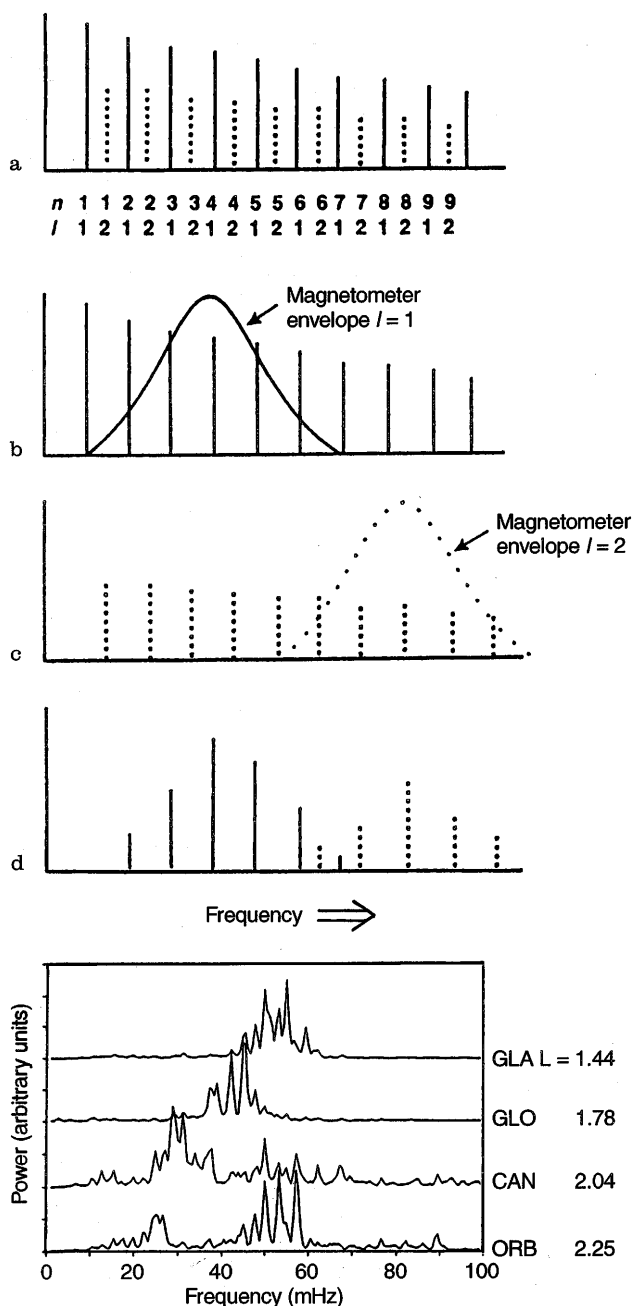 a
n 1 1 2 2 3 3 4 4 5 5 6 6 7 7 8 8 9 9
l 1 2 1 2 1 2 1 2 1 2 1 2 1 2 1 2 1 2
Magnetometer
envelope l = 1
b
Magnetometer
envelope l = 2
c
d
Frequency
Power (arbitrary units)
GLA L = 1.44
GLO 1.78
CAN 2.04
ORB 2.25
0 20 40 60 80 100
Frequency (mHz)